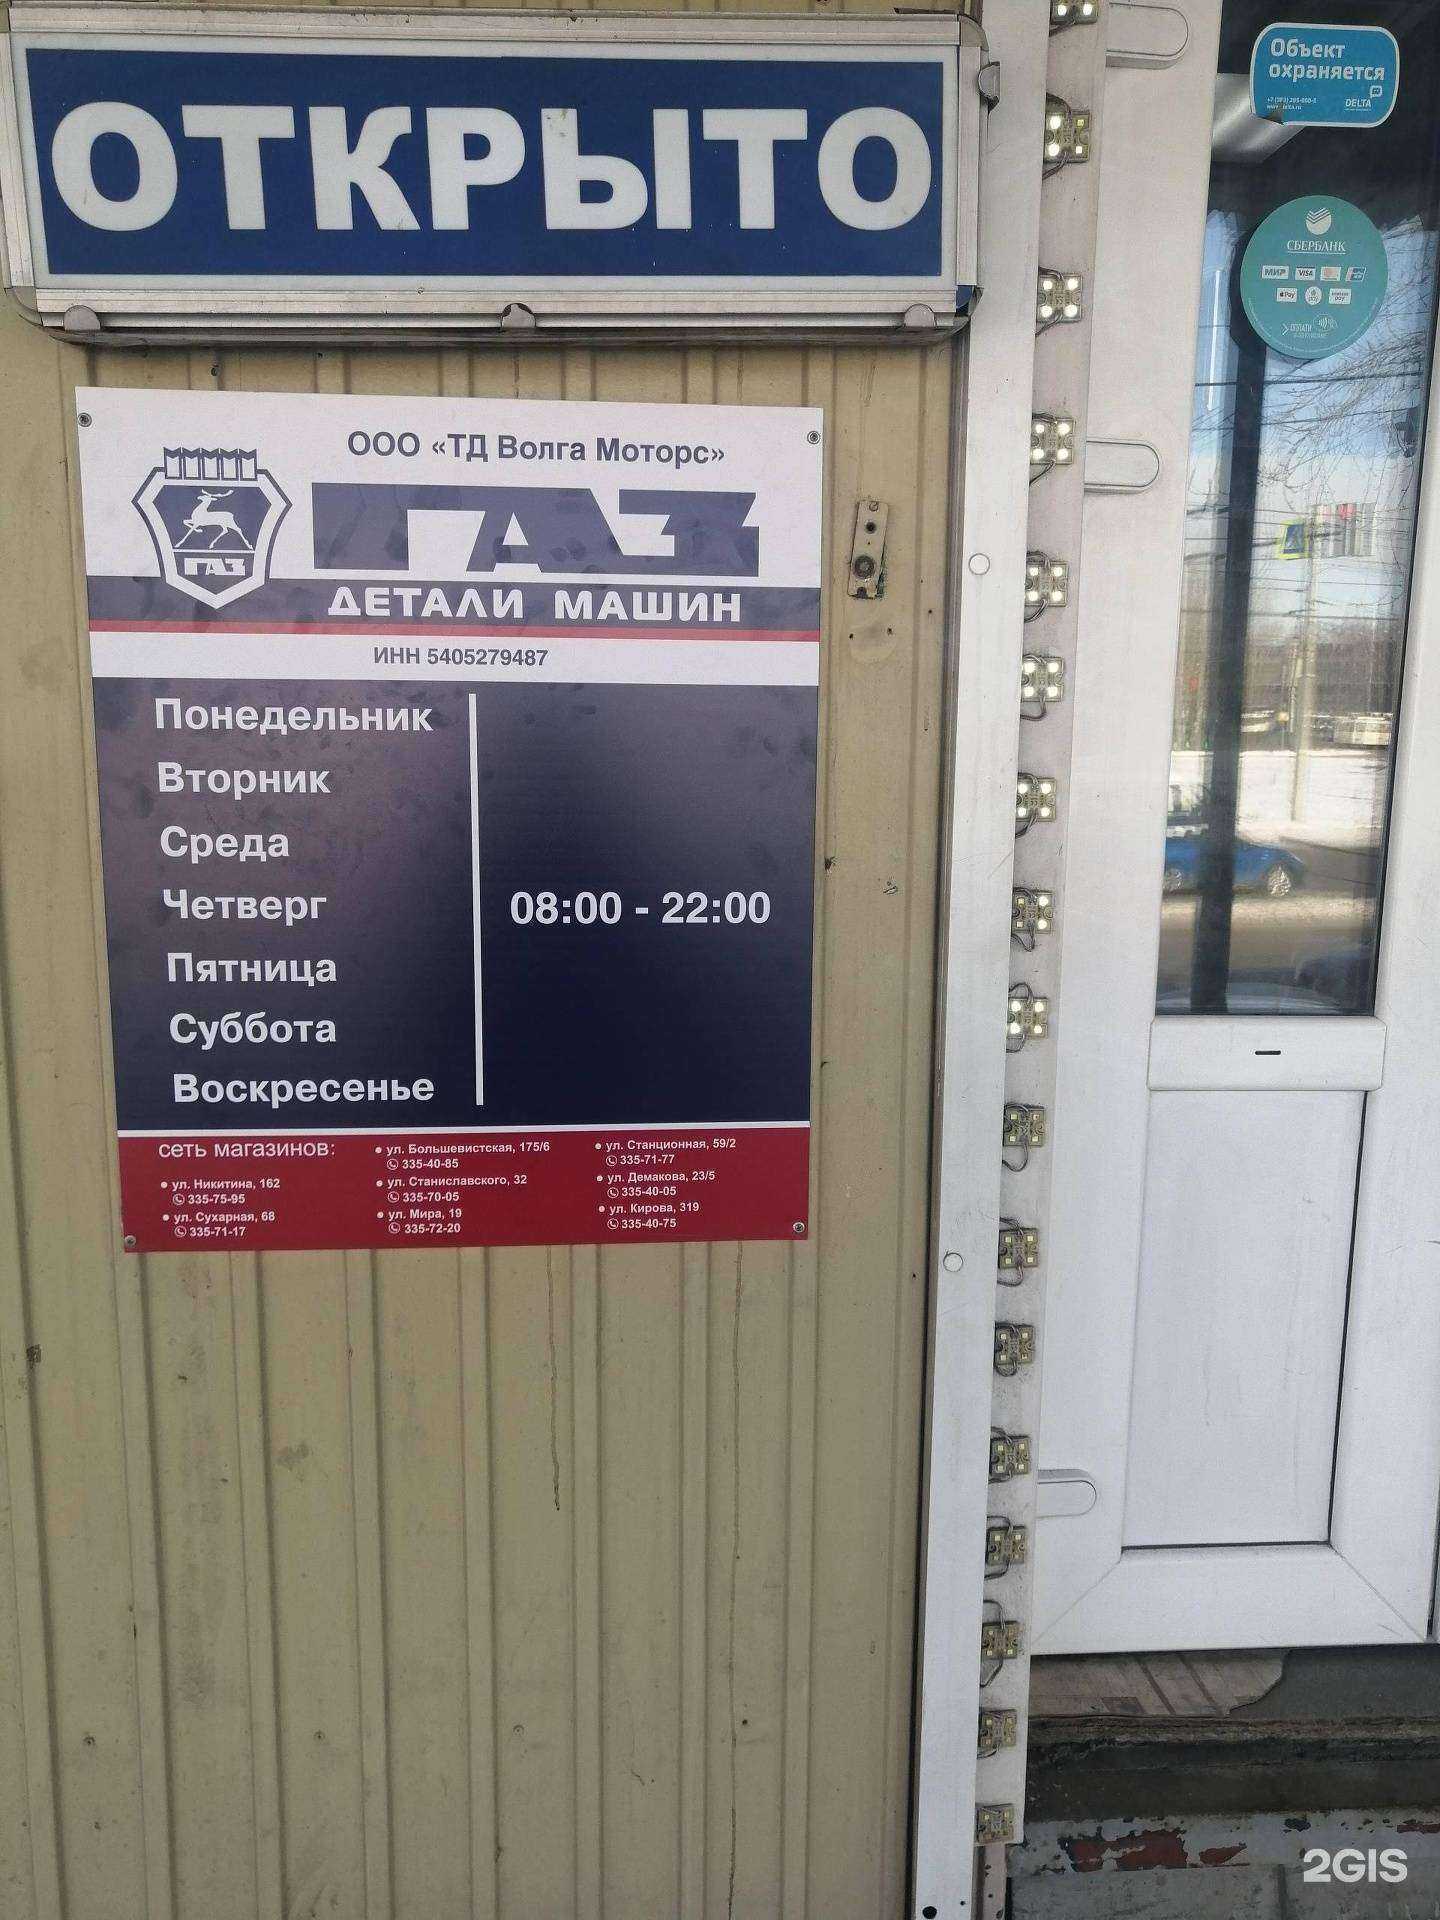 ОТКРЫТО
Объект
охраняется
DELTA
СБЕРБАНК
МИР VISA
Pay
ООО «ТД Волга Моторс»
ГАЗ
ГАЗ
ДЕТАЛИ МАШИН
ИНН 5405279487
Понедельник
Вторник
Среда
Четверг
Пятница
Суббота
Воскресенье
08:00 - 22:00
сеть магазинов:
ул. Никитина, 162
335-75-95
ул. Сухарная, 68
335-71-17
ул. Большевистская, 175/6
335-40-85
ул. Станиславского, 32
335-70-05
ул. Мира, 19
335-72-20
ул. Станционная, 59/2
335-71-77
ул. Демакова, 23/5
335-40-05
ул. Кирова, 319
335-40-75
2GIS